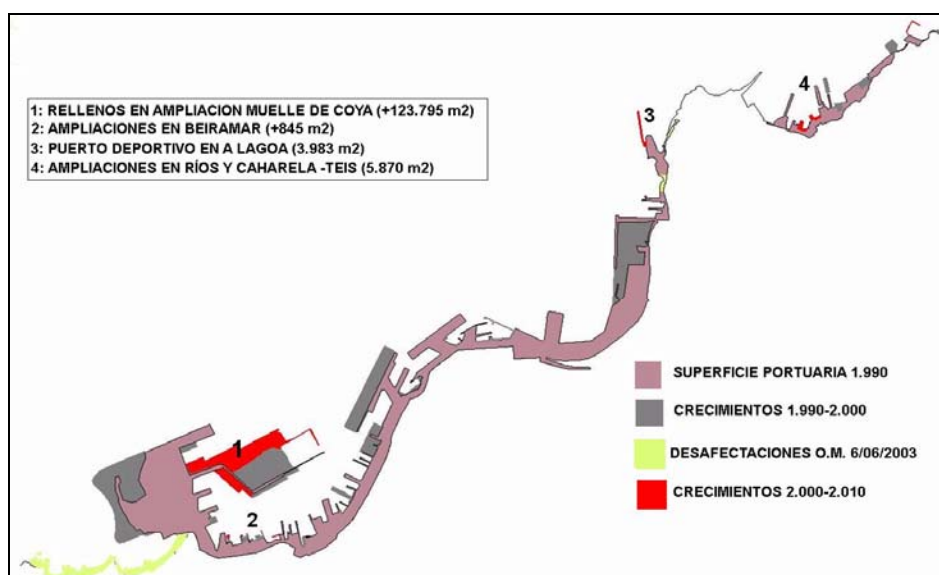 1: RELLENOS EN AMPLIACION MUELLE DE COYA (+123.795 m2)
2: AMPLIACIONES EN BEIRAMAR (+845 m2)
3: PUERTO DEPORTIVO EN A LAGOA (3.983 m2)
4: AMPLIACIONES EN RÍOS Y CAHARELA -TEIS (5.870 m2)
4
3
1
2
SUPERFICIE PORTUARIA 1.990
CRECIMIENTOS 1.990-2.000
DESAFECTACIONES O.M. 6/06/2003
CRECIMIENTOS 2.000-2.010